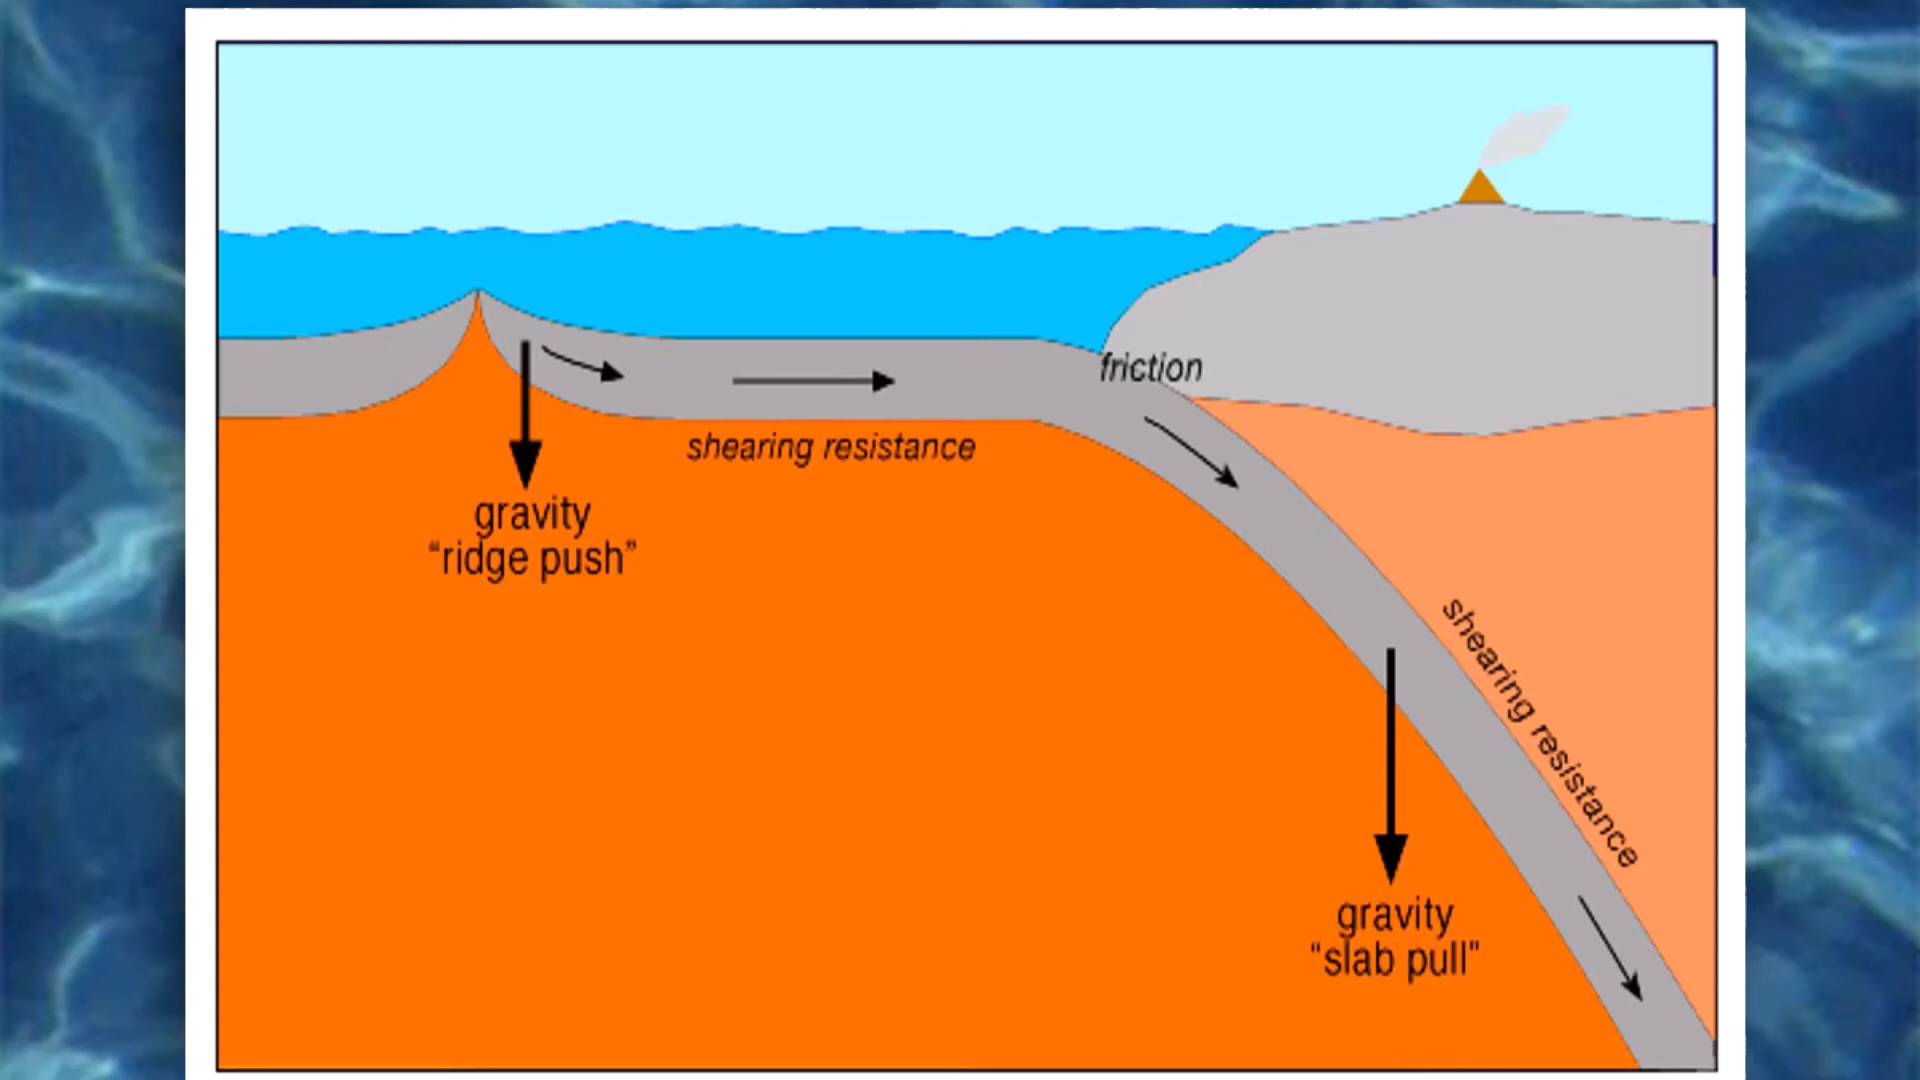 friction
shearing resistance
gravity
“ridge push”
shearing resistance
gravity
“slab pull”